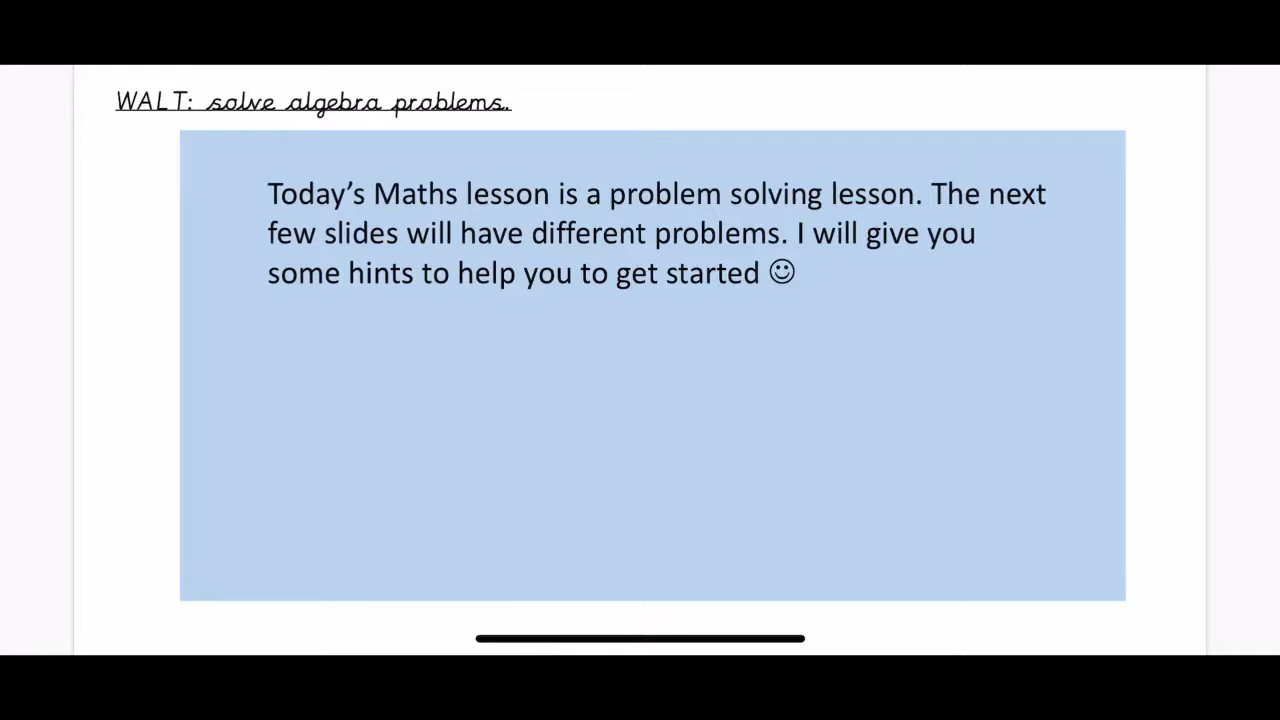 WALT: solve algebra problems.
Today’s Maths lesson is a problem solving lesson. The next
few slides will have different problems. I will give you
some hints to help you to get started ☺